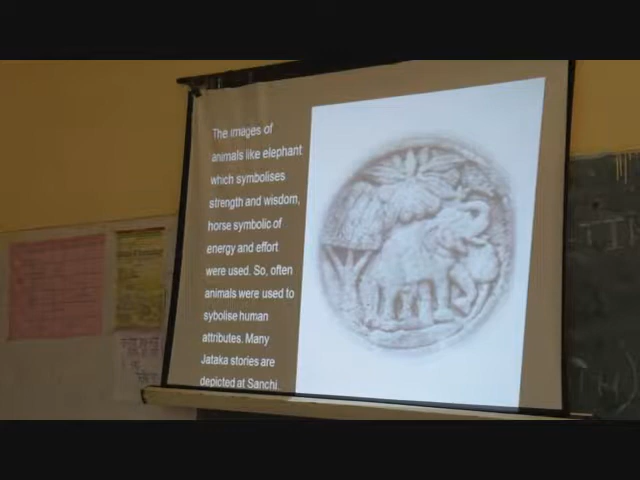 The images of
animals like elephant
which symbolises
strength and wisdom,
horse symbolic of
energy and effort
were used. So, often
animals were used to
sybolise human
attributes. Many
Jataka stories are
depicted at Sanchi.